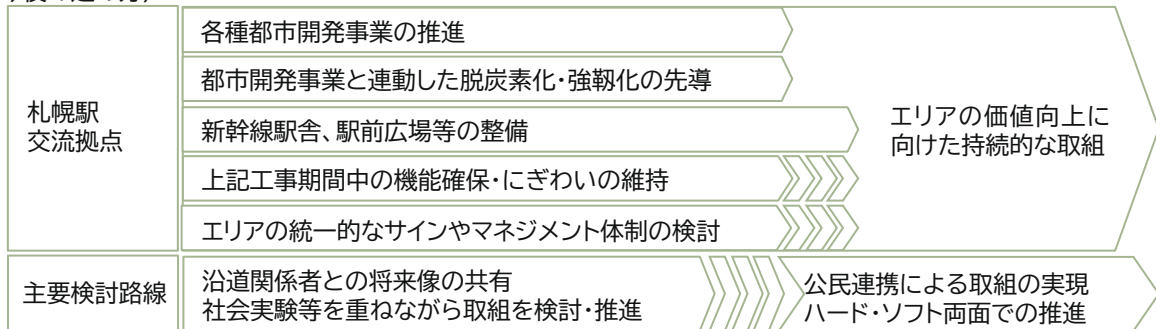 各種都市開発事業の推進
都市開発事業と連動した脱炭素化・強靱化の先導
札幌駅
交流拠点
新幹線駅舎、駅前広場等の整備
エリアの価値向上に
向けた持続的な取組
上記工事期間中の機能確保・にぎわいの維持
エリアの統一的なサインやマネジメント体制の検討
主要検討路線
沿道関係者との将来像の共有
社会実験等を重ねながら取組を検討・推進
公民連携による取組の実現
ハード・ソフト両面での推進